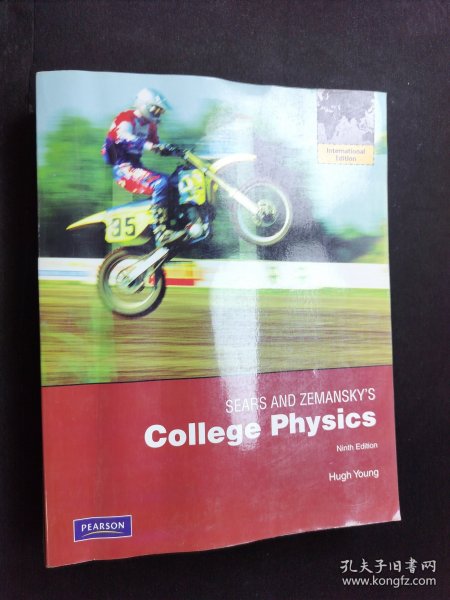 International
Edition
35
SEARS AND ZEMANSKY'S
College Physics
Ninth Edition
Hugh Young
PEARSON
孔夫子旧书网
www.kongfz.com